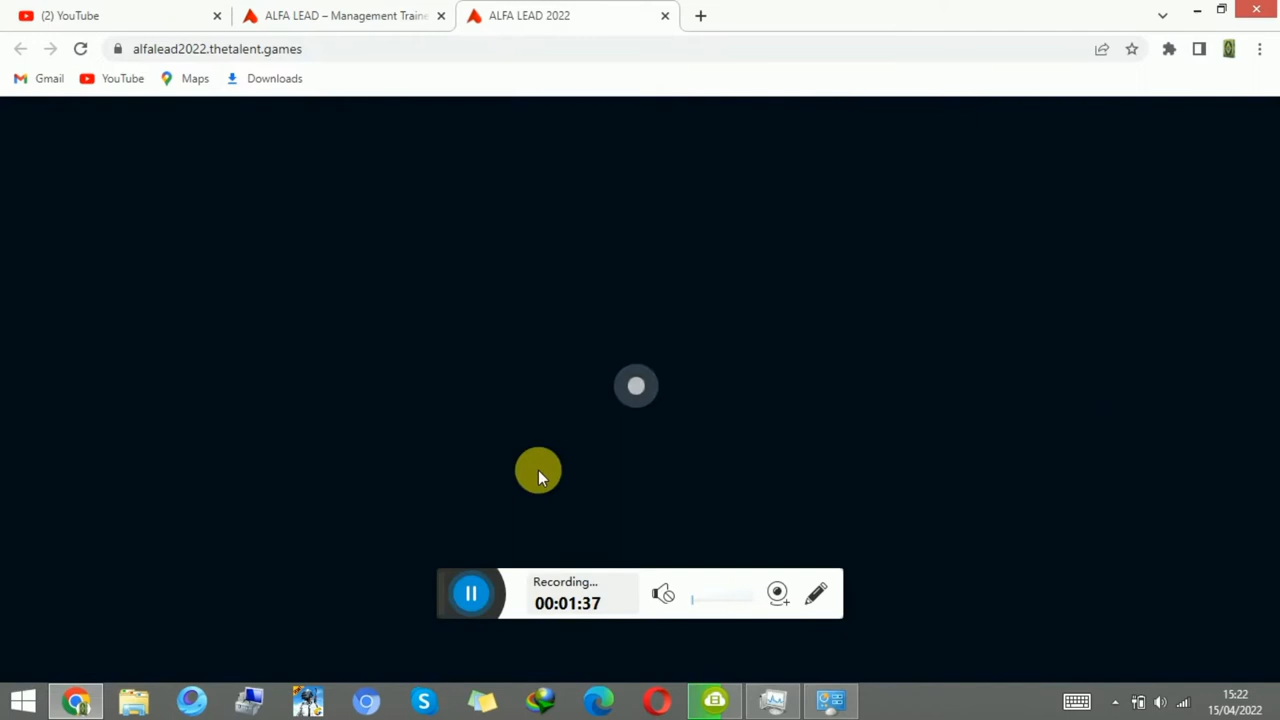 (2) YouTube
ALFA LEAD – Management Traine
ALFA LEAD 2022
alfalead2022.thetalent.games
Gmail
YouTube
Maps
Downloads
Recording...
00:01:37
15:22
15/04/2022